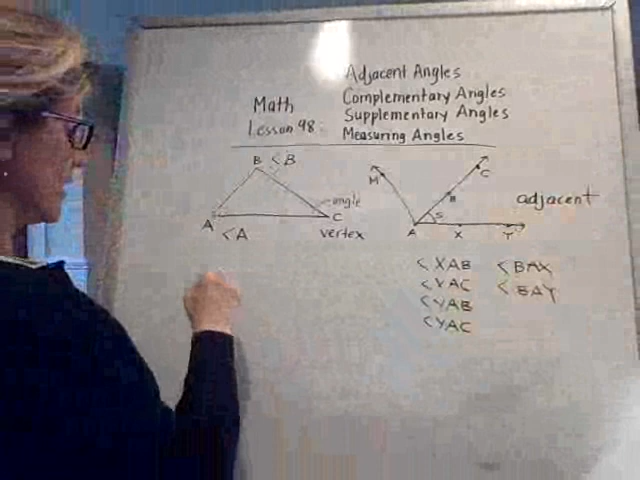 Math
Lesson 98:
Adjacent Angles
Complementary Angles
Supplementary Angles
Measuring Angles
B < B
angle
A
C
< A
vertex
M
C
B
S
A
X
Y
adjacent
< XAB
< XAC
< YAB
< YAC
< BAX
< BAY